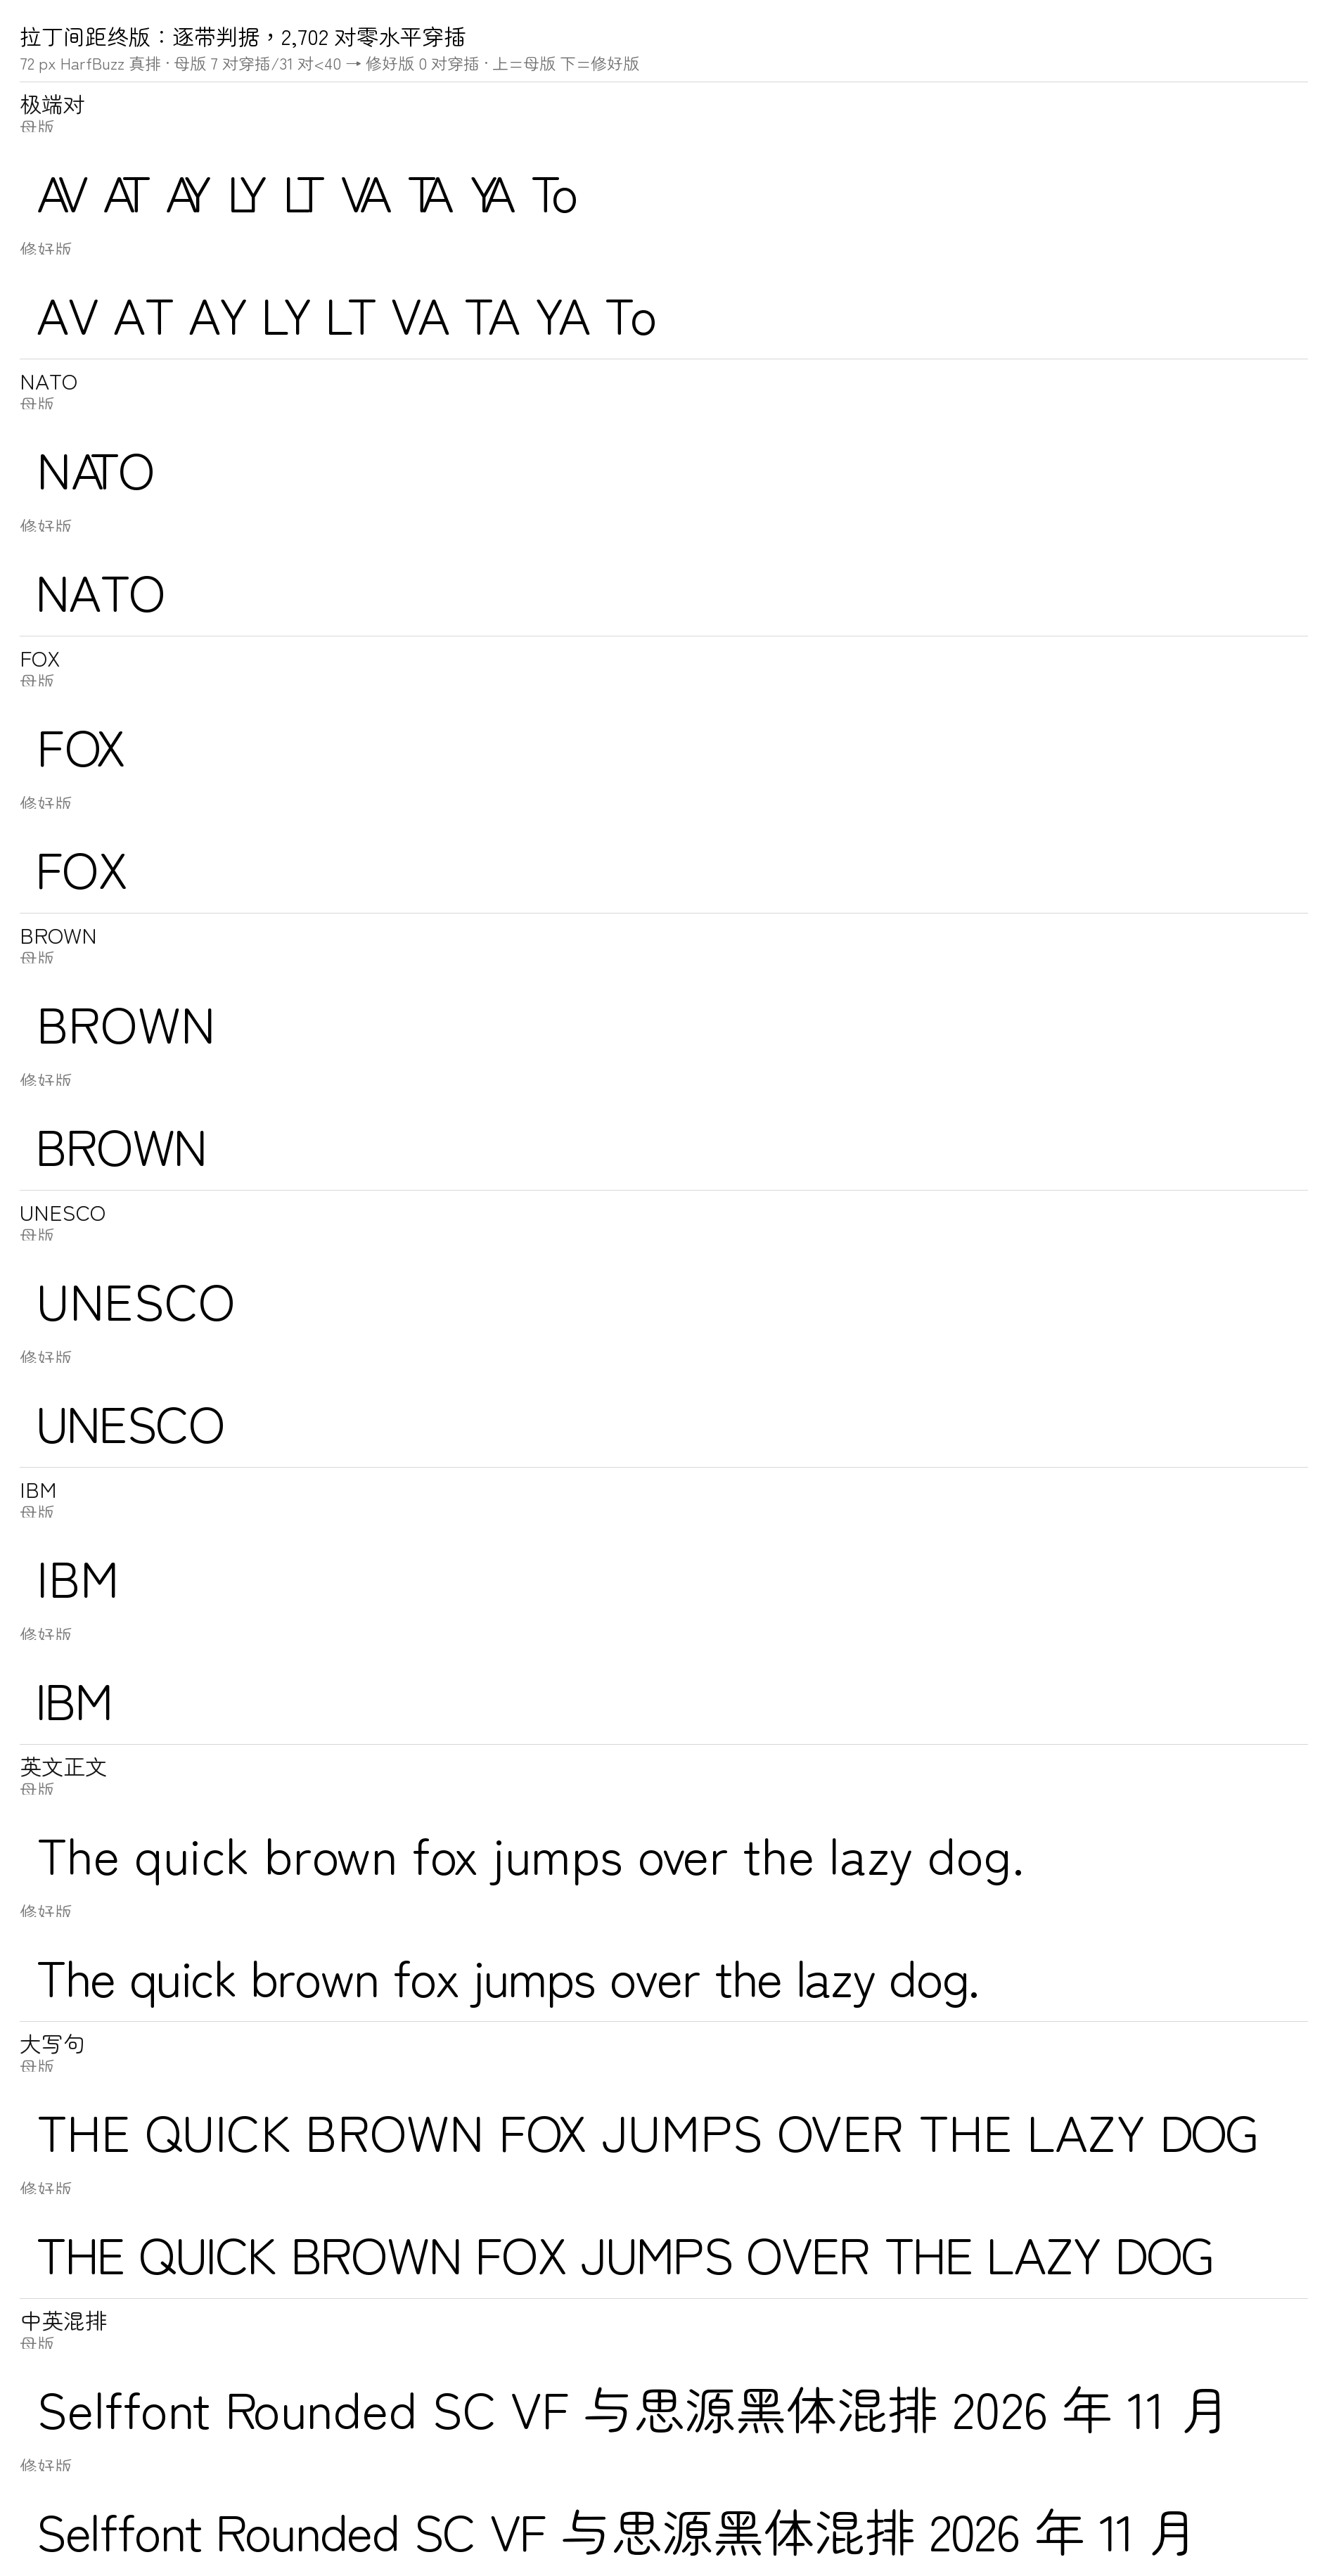 拉丁间距终版：逐带判据，2,702 对零水平穿插
72 px HarfBuzz 真排 · 母版 7 对穿插/31 对<40 → 修好版 0 对穿插 · 上=母版 下=修好版
极端对
母版
AV AT AY LY LT VA TA YA To
修好版
AV AT AY LY LT VA TA YA To
NATO
母版
NATO
修好版
NATO
FOX
母版
FOX
修好版
FOX
BROWN
母版
BROWN
修好版
BROWN
UNESCO
母版
UNESCO
修好版
UNESCO
IBM
母版
IBM
修好版
IBM
英文正文
母版
The quick brown fox jumps over the lazy dog.
修好版
The quick brown fox jumps over the lazy dog.
大写句
母版
THE QUICK BROWN FOX JUMPS OVER THE LAZY DOG
修好版
THE QUICK BROWN FOX JUMPS OVER THE LAZY DOG
中英混排
母版
Selffont Rounded SC VF 与思源黑体混排 2026 年 11 月
修好版
Selffont Rounded SC VF 与思源黑体混排 2026 年 11 月